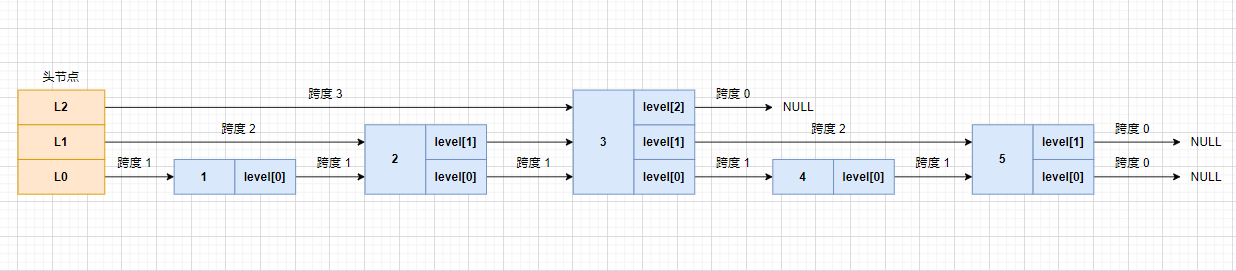 头节点
L2
跨度 3
level[2]
跨度 0
NULL
L1
跨度 2
2
level[1]
3
level[1]
跨度 2
5
level[1]
跨度 0
NULL
L0
跨度 1
1
level[0]
跨度 1
level[0]
跨度 1
level[0]
跨度 1
4
level[0]
跨度 1
level[0]
跨度 0
NULL